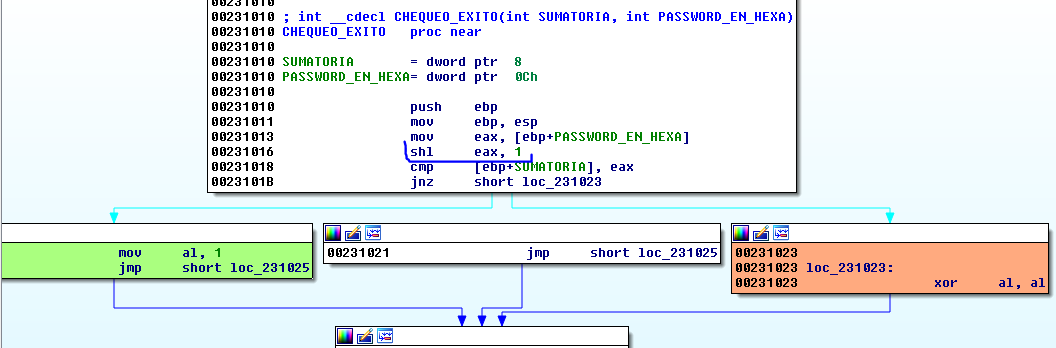 00231010
00231010 ; int __cdecl CHEQUEO_EXITO(int SUMATORIA, int PASSWORD_EN_HEXA)
00231010 CHEQUEO_EXITO proc near
00231010
00231010 SUMATORIA = dword ptr 8
00231010 PASSWORD_EN_HEXA= dword ptr 0Ch
00231010
00231010 push ebp
00231011 mov ebp, esp
00231013 mov eax, [ebp+PASSWORD_EN_HEXA]
00231016 shl eax, 1
00231018 cmp [ebp+SUMATORIA], eax
0023101B jnz short loc_231023
mov al, 1
jmp short loc_231025
00231021 jmp short loc_231025
00231023
00231023 loc_231023:
00231023 xor al, al